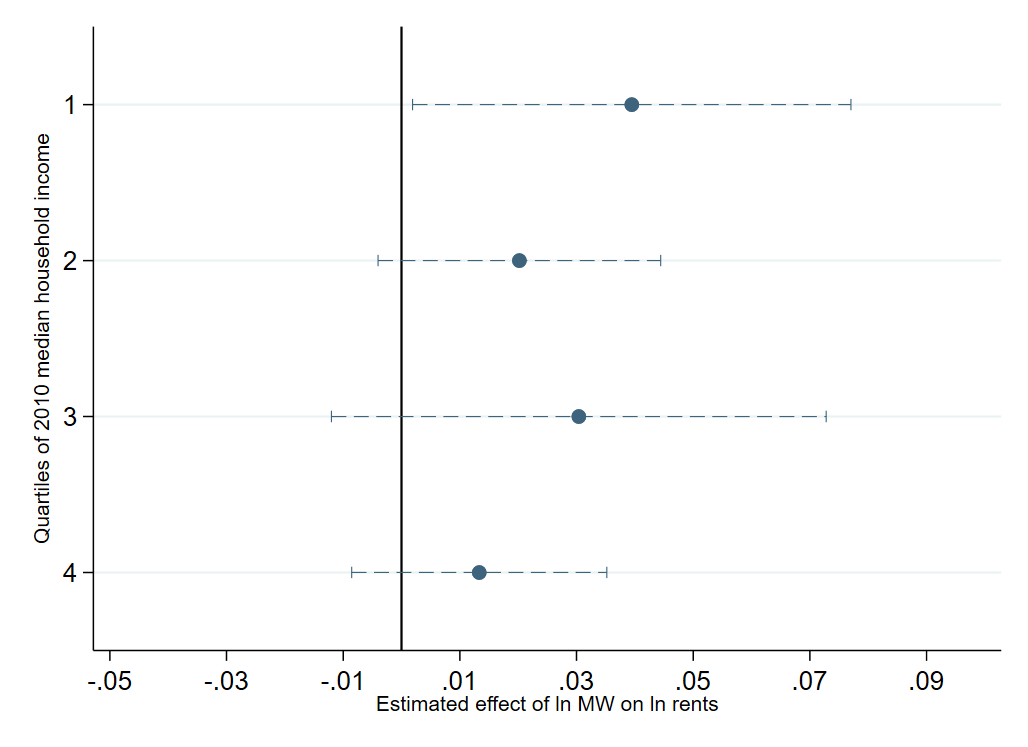 Quartiles of 2010 median household income
1
2
3
4
-.05 -.03 -.01 .01 .03 .05 .07 .09
Estimated effect of ln MW on ln rents